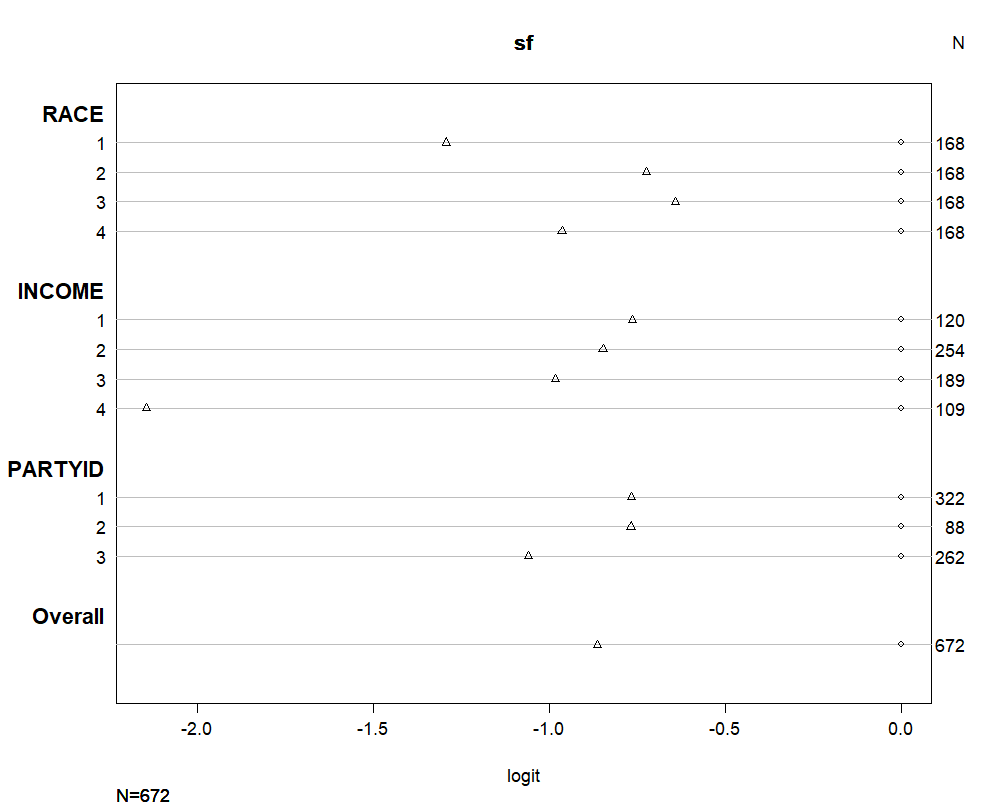 sf
N
RACE
1 168
2 168
3 168
4 168
INCOME
1 120
2 254
3 189
4 109
PARTYID
1 322
2 88
3 262
Overall
672
-2.0 -1.5 -1.0 -0.5 0.0
logit
N=672